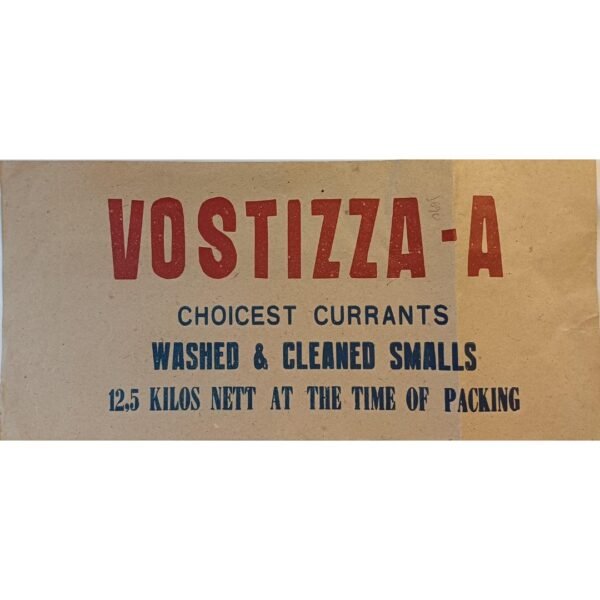 VOSTIZZA-A
CHOICEST CURRANTS
WASHED & CLEANED SMALLS
12,5 KILOS NETT AT THE TIME OF PACKING